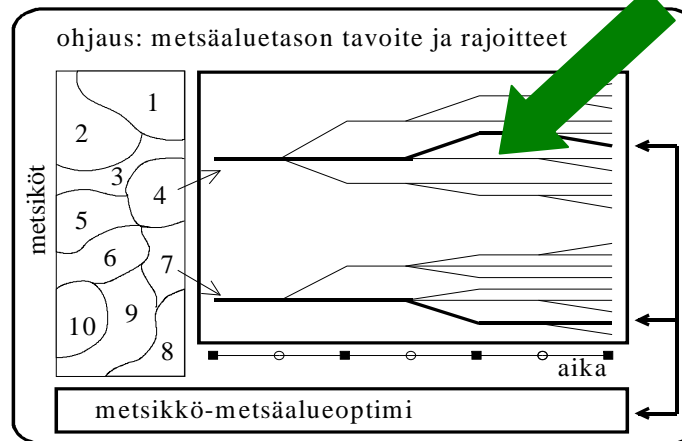 ohjaus: metsäaluetason tavoite ja rajoitteet
metsiköt
1
2
3
4
5
6
7
10
9
8
aika
metsikkö-metsäalueoptimi